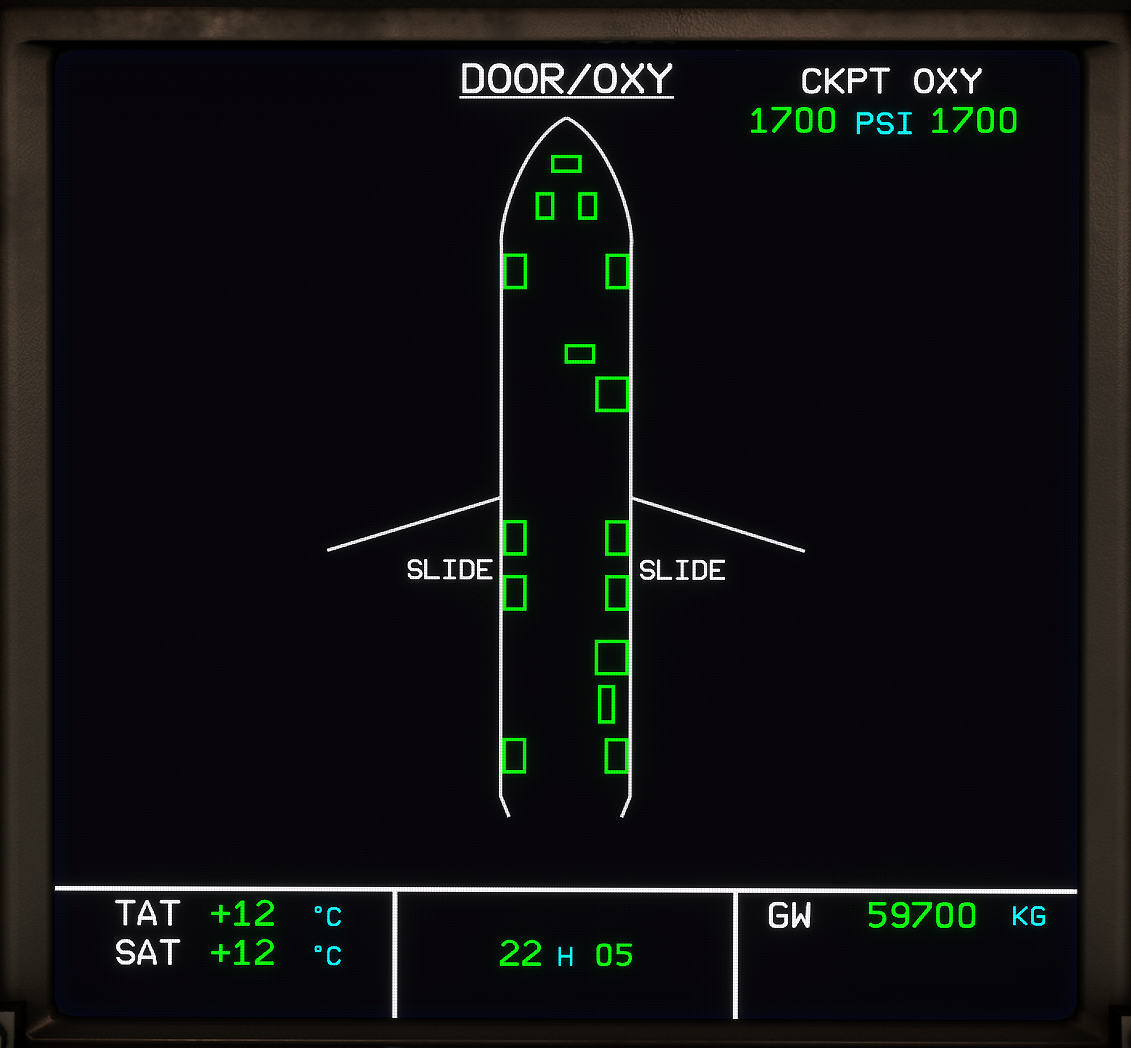 DOOR/OXY
CKPT OXY
1700 PSI 1700
SLIDE SLIDE
TAT +12 °C
SAT +12 °C
22 H 05
GW 59700 KG